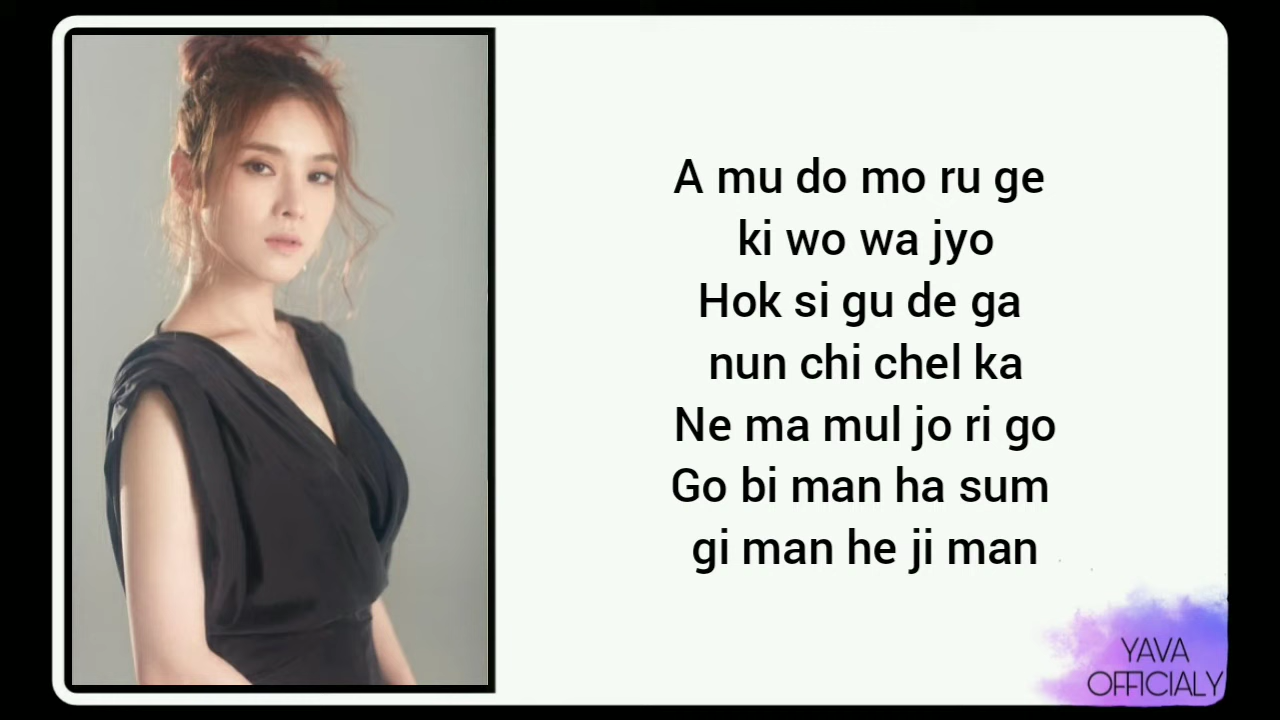 A mu do mo ru ge
ki wo wa jyo
Hok si gu de ga
nun chi chel ka
Ne ma mul jo ri go
Go bi man ha sum
gi man he ji man
YAVA
OFFICIALY